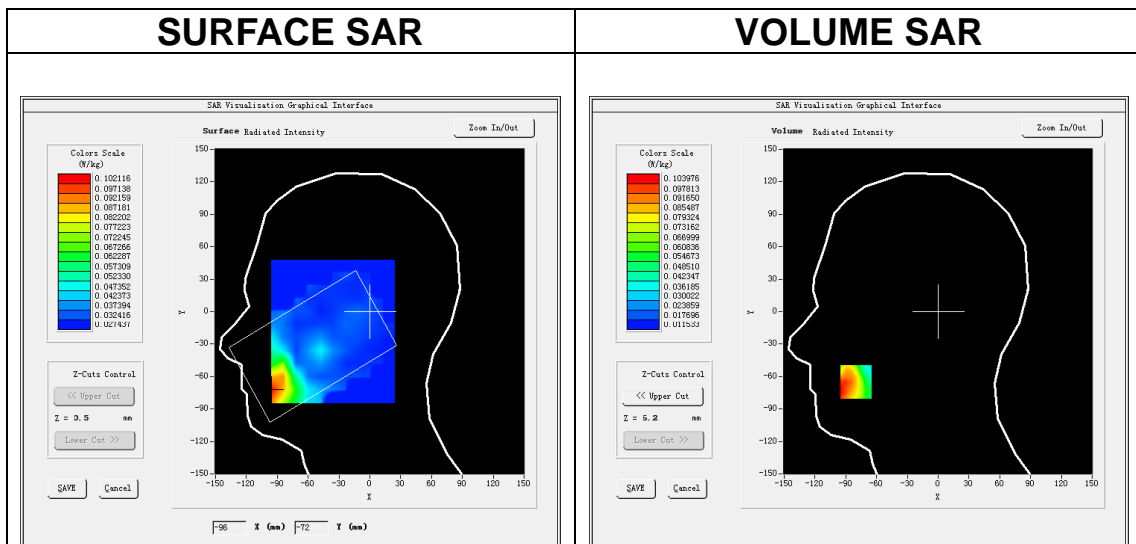 SURFACE SAR
VOLUME SAR
SAR Visualisation Graphical Interface
Surface Radiated Intensity
Zoom In/Out
Colors Scale
(W/kg)
0.102116
0.097138
0.092159
0.087181
0.082202
0.077223
0.072245
0.067266
0.062287
0.057309
0.052330
0.047352
0.042373
0.037394
0.032416
0.027437
Z-Cuts Control
<< Upper Cut
Z = 0.5 mm
Lower Cut >>
SAVE Cancel
150
120
90
60
30
0
-30
-60
-90
-120
-150
Y
-150 -120 -90 -60 -30 0 30 60 90 120 150
X
-96 X (mm) -72 Y (mm)
SAR Visualisation Graphical Interface
Volume Radiated Intensity
Zoom In/Out
Colors Scale
(W/kg)
0.103976
0.097813
0.091650
0.085487
0.079324
0.073162
0.066999
0.060836
0.054673
0.048510
0.042347
0.036185
0.030022
0.023859
0.017696
0.011533
Z-Cuts Control
<< Upper Cut
Z = 5.2 mm
Lower Cut >>
SAVE Cancel
150
120
90
60
30
0
-30
-60
-90
-120
-150
Y
-150 -120 -90 -60 -30 0 30 60 90 120 150
X